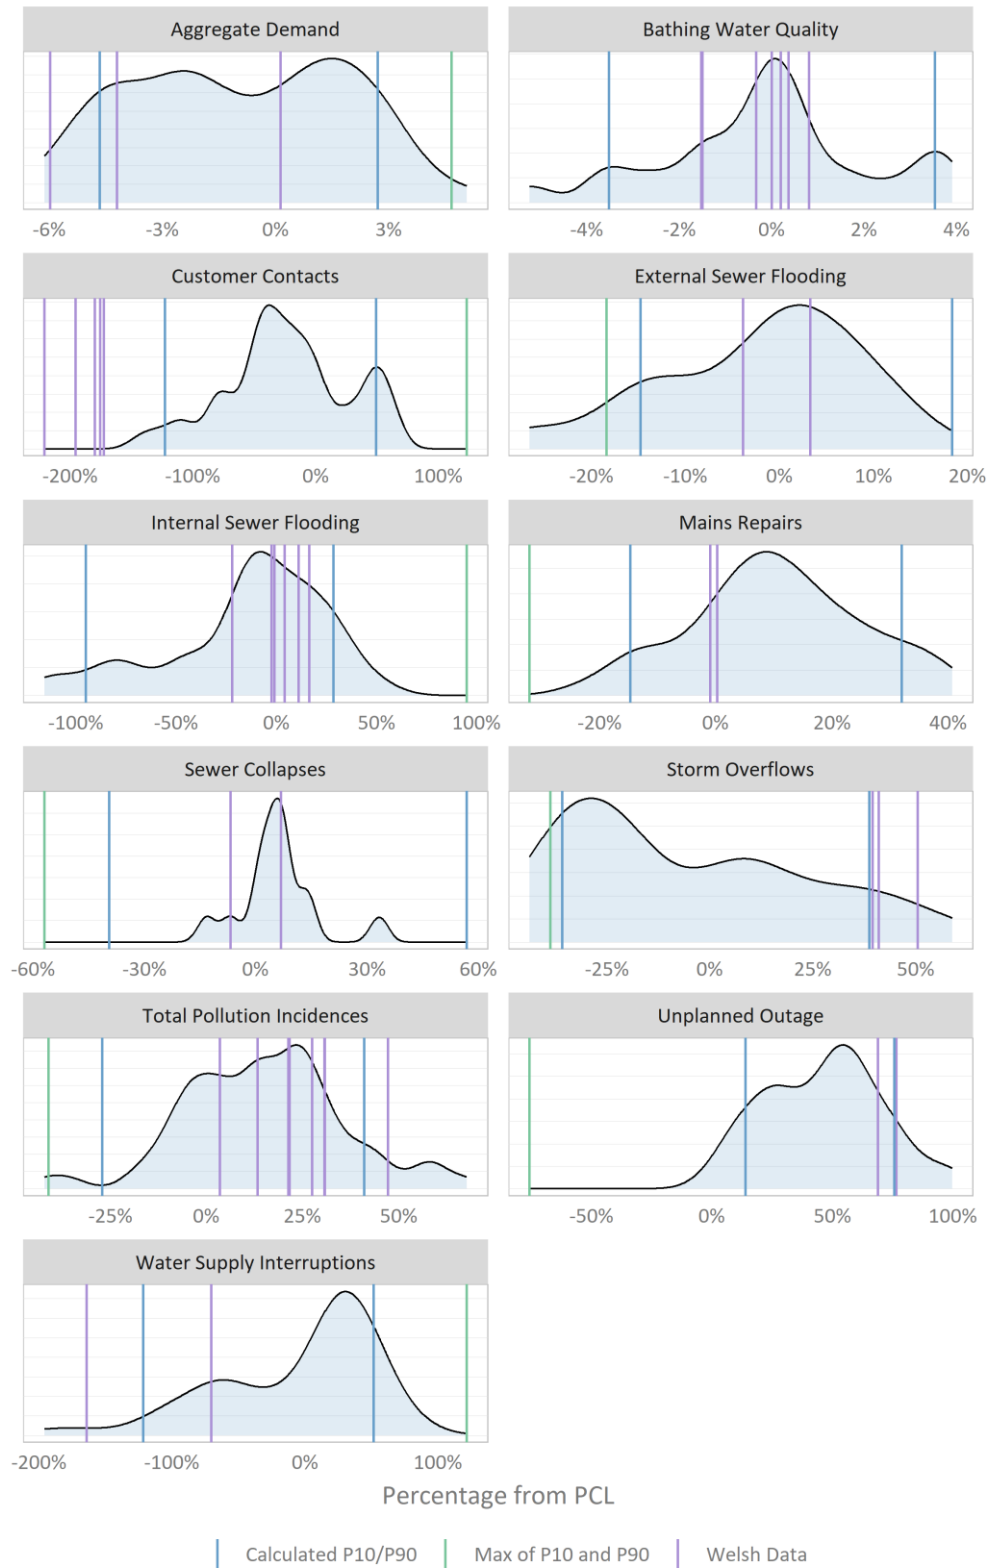 Aggregate Demand
Bathing Water Quality
-6% -3% 0% 3%
-4% -2% 0% 2% 4%
Customer Contacts
External Sewer Flooding
-200% -100% 0% 100%
-20% -10% 0% 10% 20%
Internal Sewer Flooding
Mains Repairs
-100% -50% 0% 50% 100%
-20% 0% 20% 40%
Sewer Collapses
Storm Overflows
-60% -30% 0% 30% 60%
-25% 0% 25% 50%
Total Pollution Incidences
Unplanned Outage
-25% 0% 25% 50%
-50% 0% 50% 100%
Water Supply Interruptions
-200% -100% 0% 100%
Percentage from PCL
Calculated P10/P90
Max of P10 and P90
Welsh Data